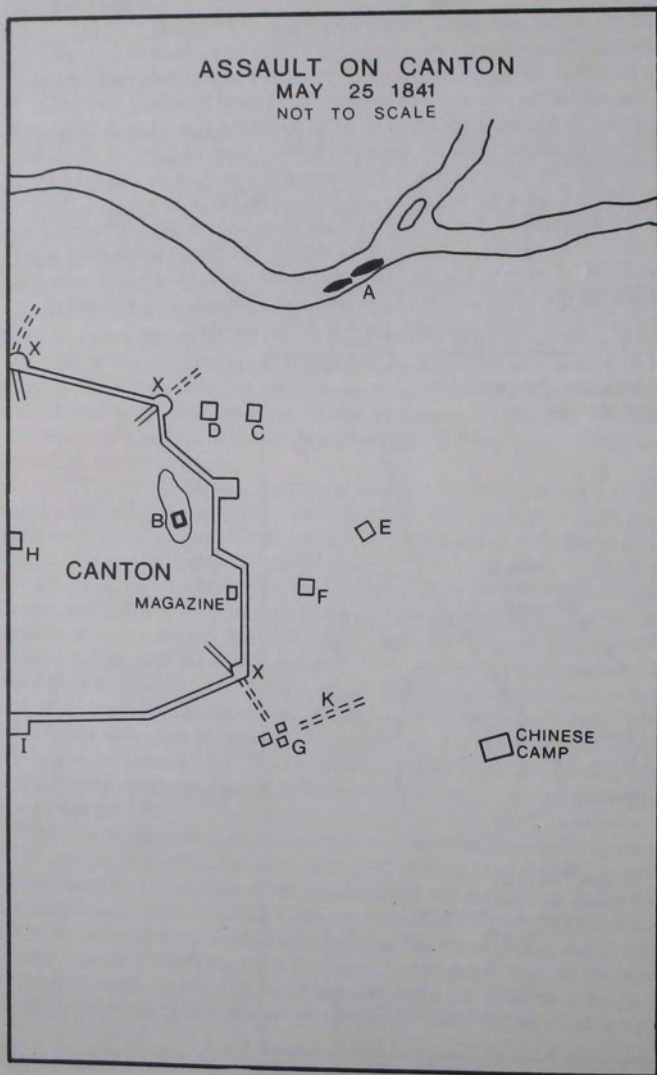 ASSAULT ON CANTON
MAY 25 1841
NOT TO SCALE
A
X
X
D
C
B
E
H
CANTON
MAGAZINE
F
X
K
G
I
CHINESE
CAMP